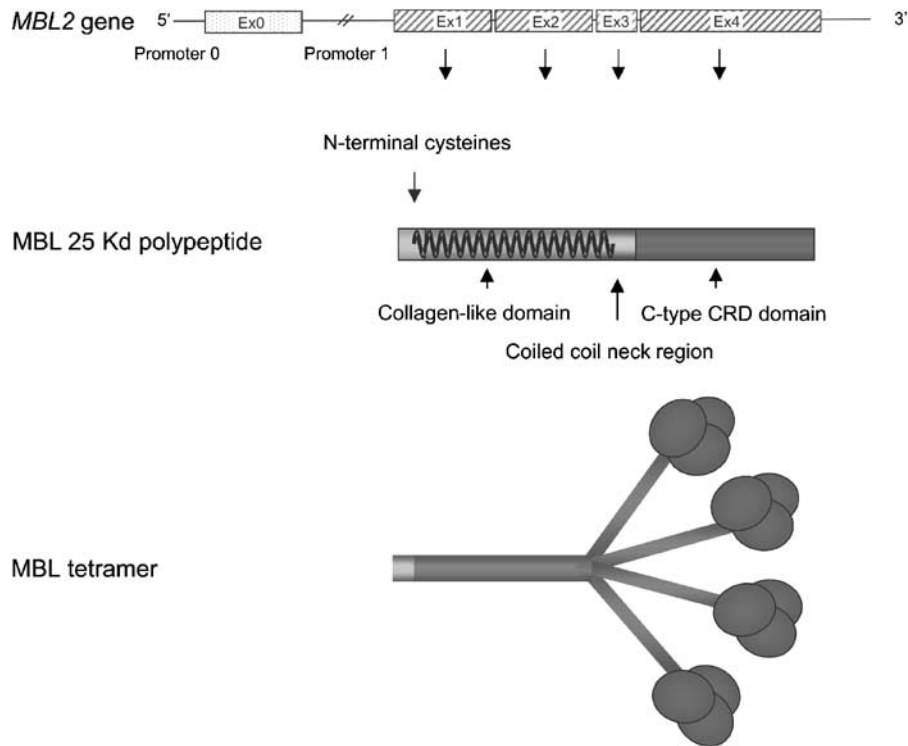 MBL2 gene 5' Ex0 Ex1 Ex2 Ex3 Ex4 3'
Promoter 0 Promoter 1
N-terminal cysteines
MBL 25 Kd polypeptide
Collagen-like domain C-type CRD domain
Coiled coil neck region
MBL tetramer